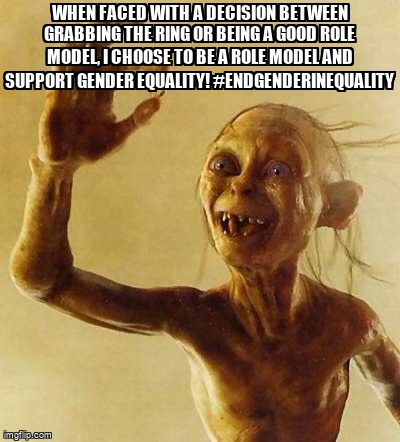 WHEN FACED WITH A DECISION BETWEEN
GRABBING THE RING OR BEING A GOOD ROLE
MODEL, I CHOOSE TO BE A ROLE MODEL AND
SUPPORT GENDER EQUALITY! #ENDGENDERINEQUALITY
imgflip.com